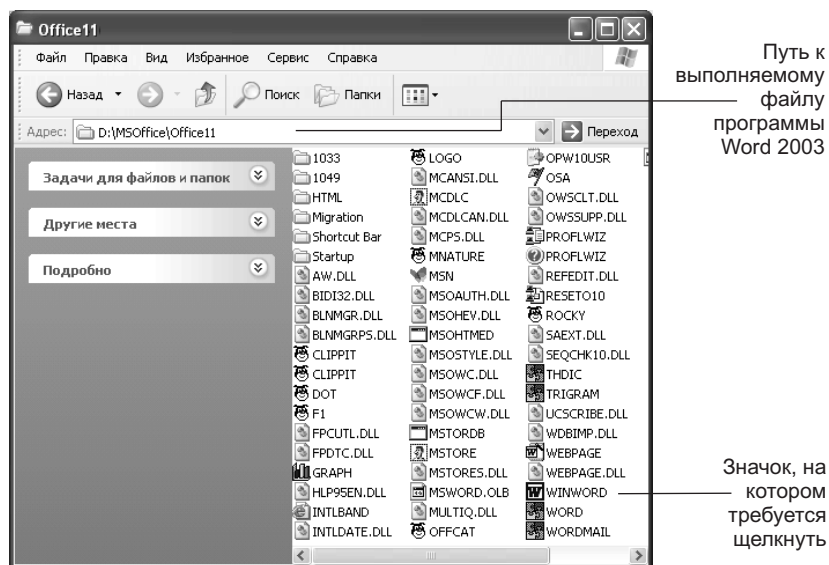 Office11
Файл Правка Вид Избранное Сервис Справка
Назад Поиск Папки
Адрес: D:\MSOffice\Office11 Переход
Задачи для файлов и папок
Другие места
Подробно
1033
1049
HTML
Migration
Shortcut Bar
Startup
AW.DLL
BIDI32.DLL
BLNMGR.DLL
BLNMGRPS.DLL
CLIPPIT
CLIPPIT
DOT
F1
FPCUTL.DLL
FPDTC.DLL
GRAPH
HLP95EN.DLL
INTLBAND
INTLDATE.DLL
LOGO
MCANSI.DLL
MCDLC
MCDLCAN.DLL
MCPS.DLL
MNATURE
MSN
MSOAUTH.DLL
MSOHEV.DLL
MSOHTMED
MSOSTYLE.DLL
MSOWC.DLL
MSOWCF.DLL
MSOWCW.DLL
MSTORDB
MSTORE
MSTORES.DLL
MSWORD.OLB
MULTIQ.DLL
OFFCAT
OPW10USR
OSA
OWSCLT.DLL
OWSSUPP.DLL
PROFLWIZ
PROFLWIZ
REFEDIT.DLL
RESETO10
ROCKY
SAEXT.DLL
SEQCHK10.DLL
THDIC
TRIGRAM
UCSCRIBE.DLL
WDBIMP.DLL
WEBPAGE
WEBPAGE.DLL
WINWORD
WORD
WORDMAIL
Путь к
выполняемому
файлу
программы
Word 2003
Значок, на
котором
требуется
щелкнуть